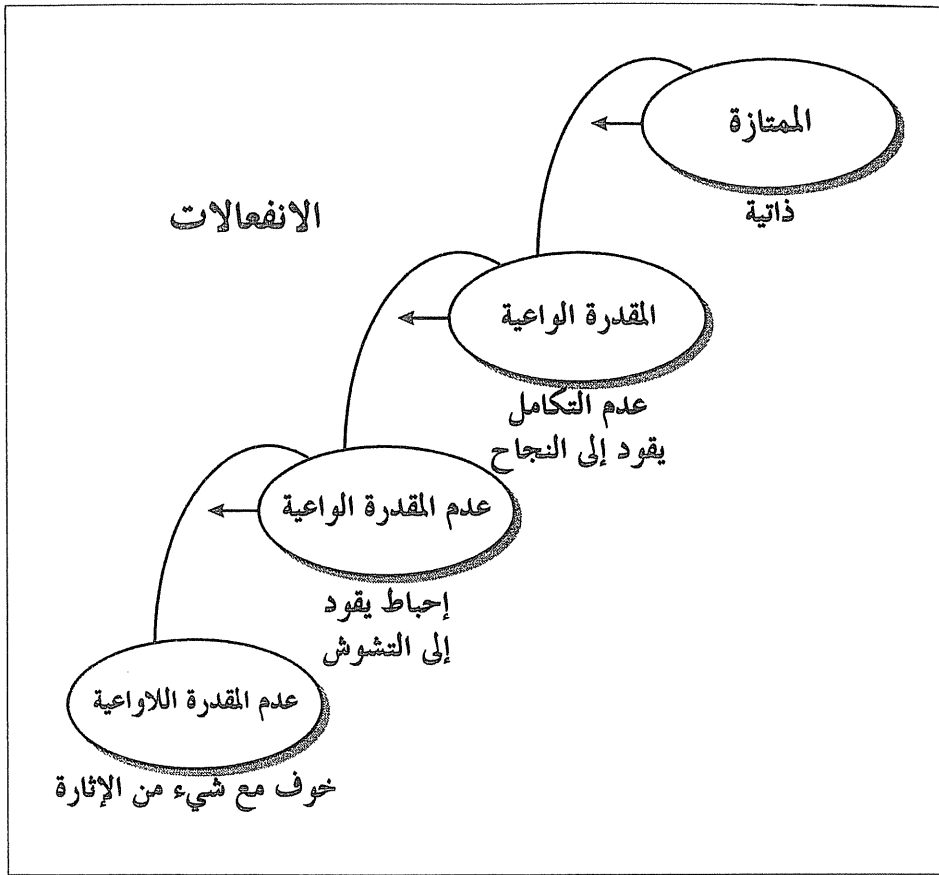 الممتازة
ذاتية
الانفعالات
المقدرة الواعية
عدم التكامل
يقود إلى النجاح
عدم المقدرة الواعية
إحباط يقود
إلى التشوش
عدم المقدرة اللاواعية
خوف مع شيء من الإثارة